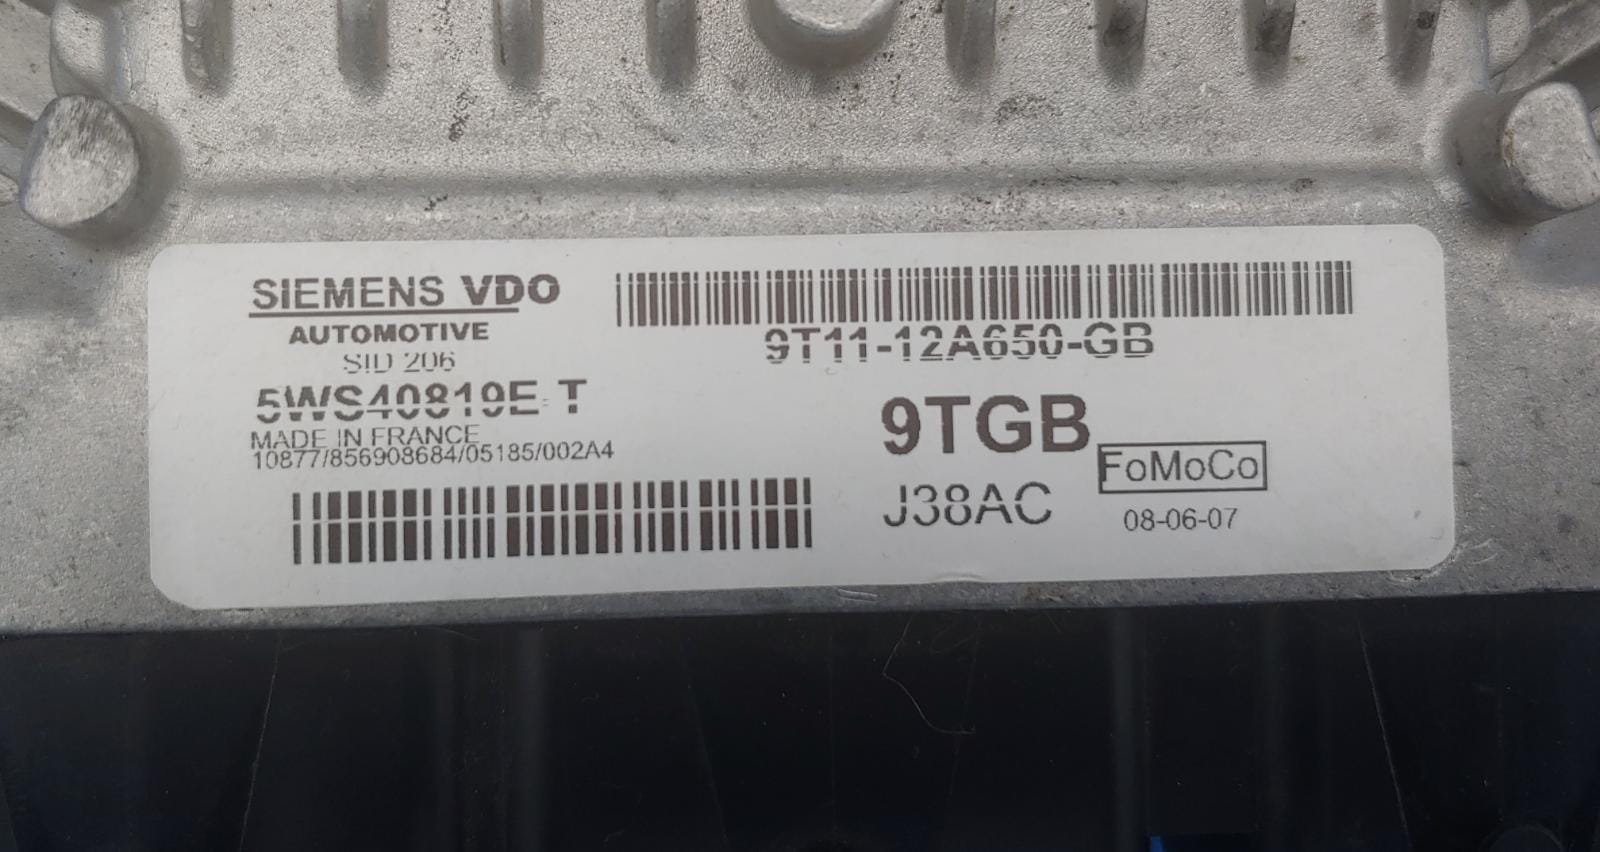 SIEMENS VDO
AUTOMOTIVE
SID 206
5WS40819E-T
MADE IN FRANCE
10877/856908684/05185/002A4
9T11-12A650-GB
9TGB
J38AC
FoMoCo
08-06-07